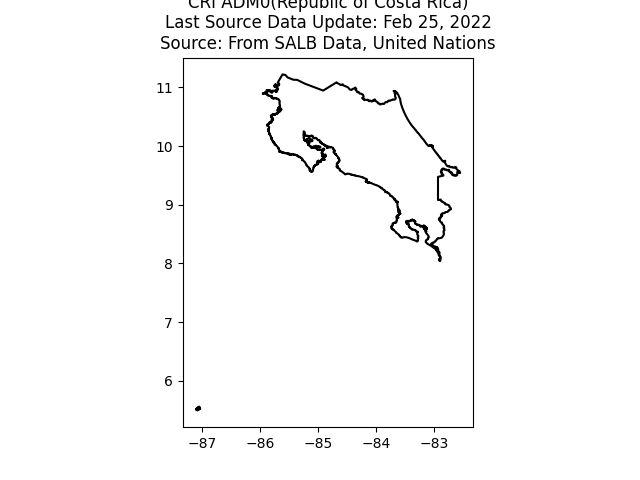 CRI ADM0(Republic of Costa Rica)
Last Source Data Update: Feb 25, 2022
Source: From SALB Data, United Nations
11
10
9
8
7
6
−87 −86 −85 −84 −83